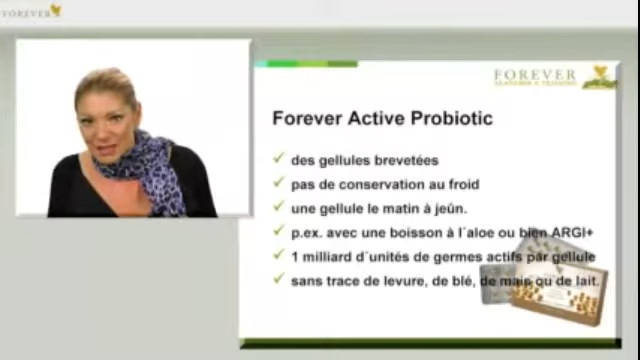 FOREVER
FOREVER
Forever Active Probiotic
des gellules brevetées
pas de conservation au froid
une gellule le matin à jeûn.
p.ex. avec une boisson à l´aloe ou bien ARGI+
1 milliard d´unités de germes actifs par gellule
sans trace de levure, de blé, de mais ou de lait.